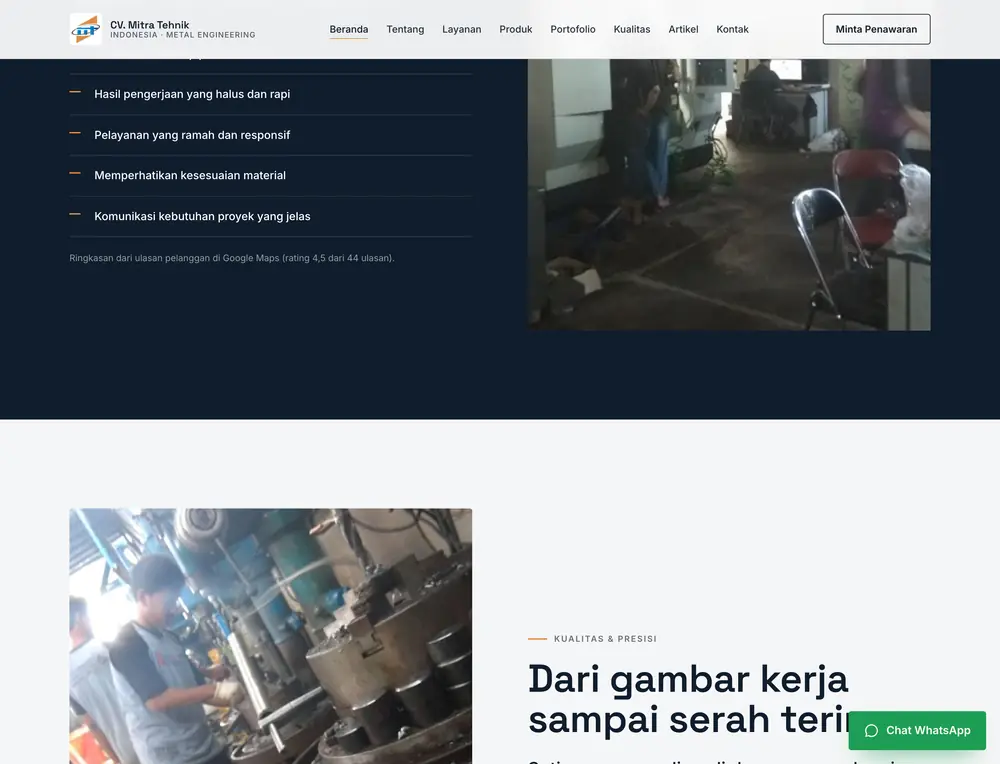 CV. Mitra Tehnik
INDONESIA · METAL ENGINEERING
Beranda
Tentang
Layanan
Produk
Portofolio
Kualitas
Artikel
Kontak
Minta Penawaran
Hasil pengerjaan yang halus dan rapi
Pelayanan yang ramah dan responsif
Memperhatikan kesesuaian material
Komunikasi kebutuhan proyek yang jelas
Ringkasan dari ulasan pelanggan di Google Maps (rating 4,5 dari 44 ulasan).
KUALITAS & PRESISI
Dari gambar kerja
sampai serah
Chat WhatsApp